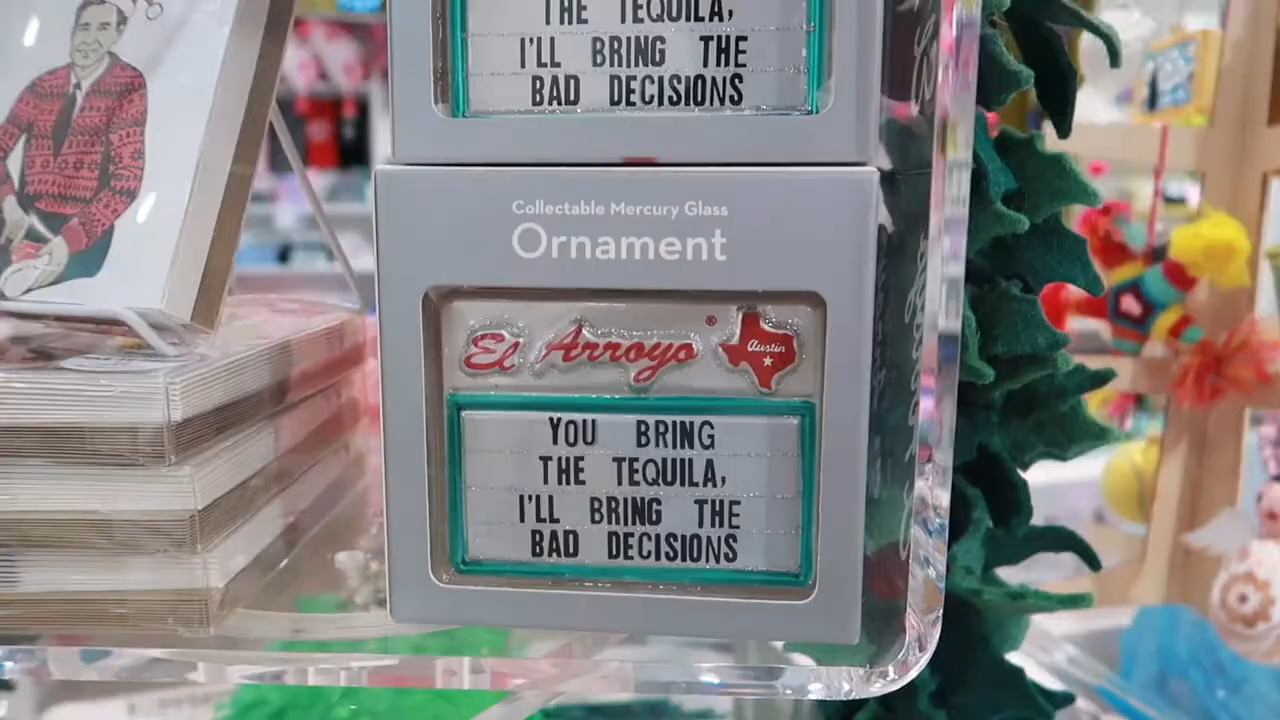 THE TEQUILA,
I'LL BRING THE
BAD DECISIONS
Collectable Mercury Glass
Ornament
El Arroyo®
Austin
YOU BRING
THE TEQUILA,
I'LL BRING THE
BAD DECISIONS